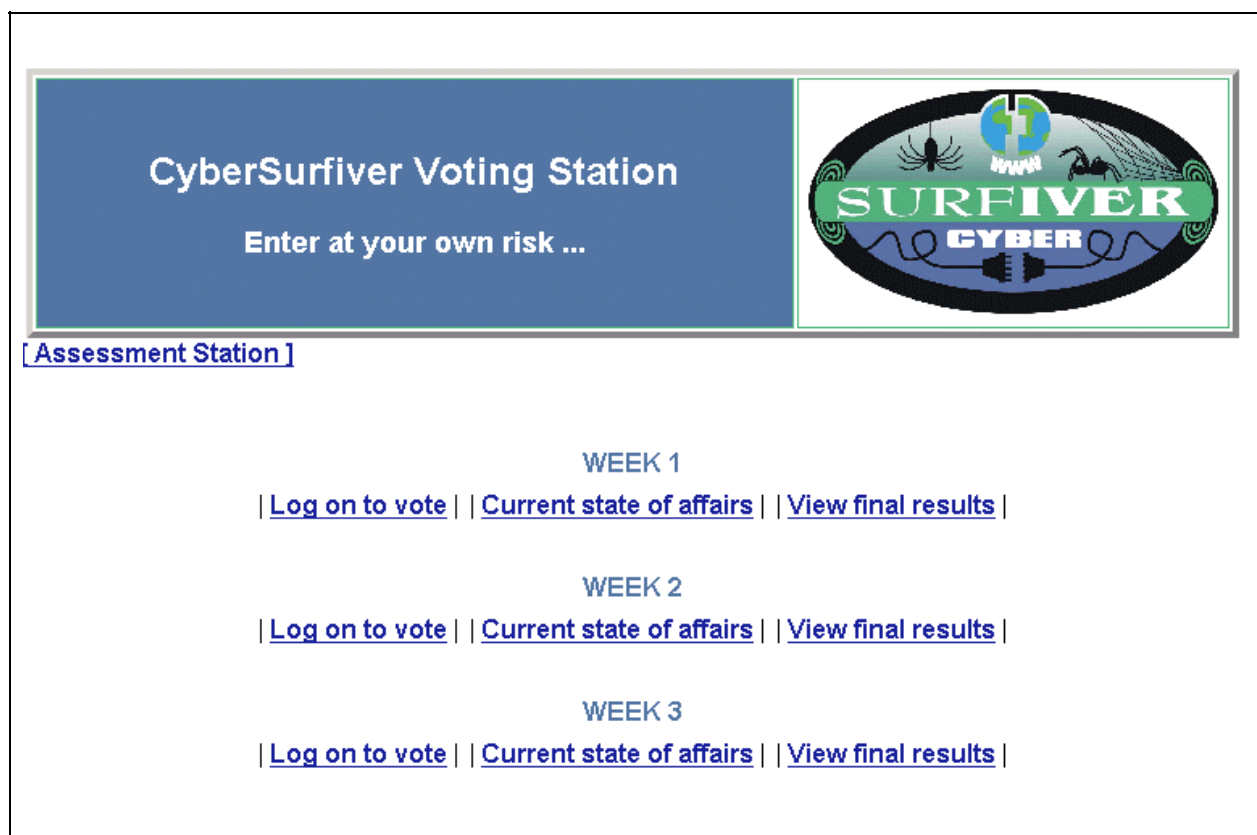 CyberSurfiver Voting Station
Enter at your own risk ...
WWW
SURFIVER
CYBER
[ Assessment Station ]
WEEK 1
| Log on to vote | | Current state of affairs | | View final results |
WEEK 2
| Log on to vote | | Current state of affairs | | View final results |
WEEK 3
| Log on to vote | | Current state of affairs | | View final results |